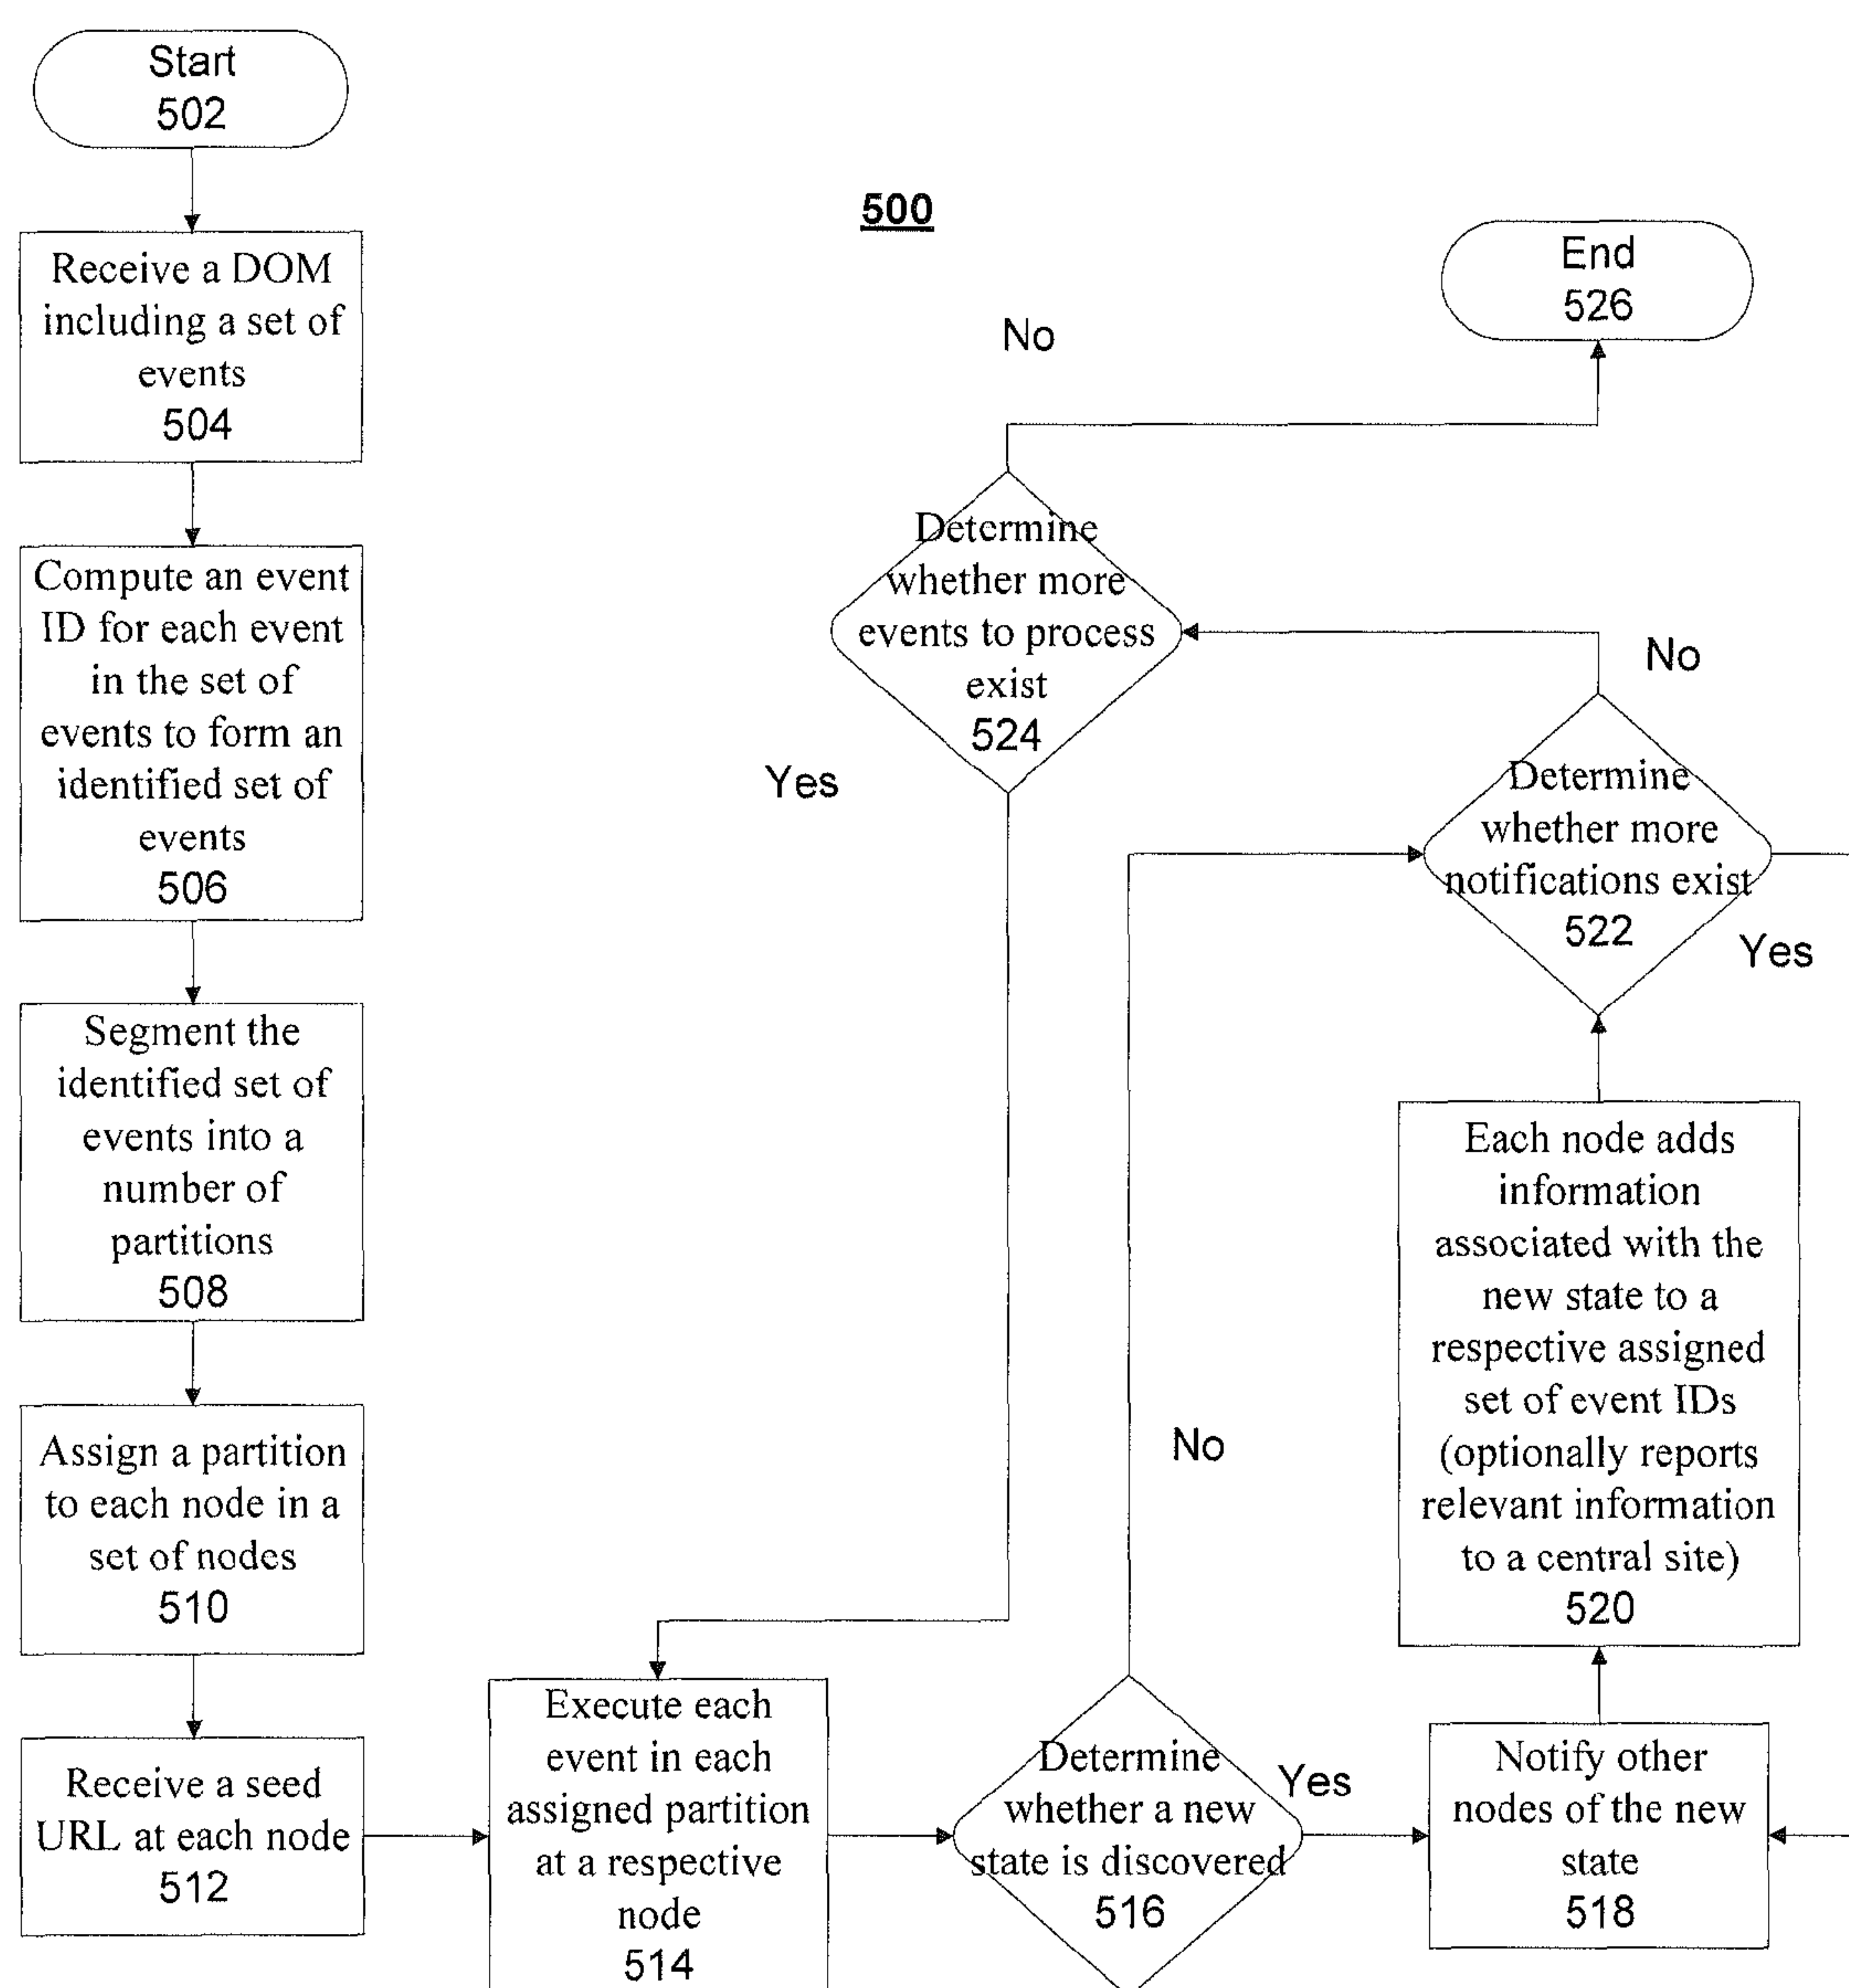 Start
502
Receive a DOM
including a set of
events
504
Compute an event
ID for each event
in the set of
events to form an
identified set of
events
506
Segment the
identified set of
events into a
number of
partitions
508
Assign a partition
to each node in a
set of nodes
510
Receive a seed
URL at each node
512
500
Execute each
event in each
assigned partition
at a respective
node
514
Determine
whether a new
state is discovered
516
Yes
No
Notify other
nodes of the new
state
518
Each node adds
information
associated with the
new state to a
respective assigned
set of event IDs
(optionally reports
relevant information
to a central site)
520
Determine
whether more
notifications exist
522
Yes
No
Determine
whether more
events to process
exist
524
Yes
No
End
526